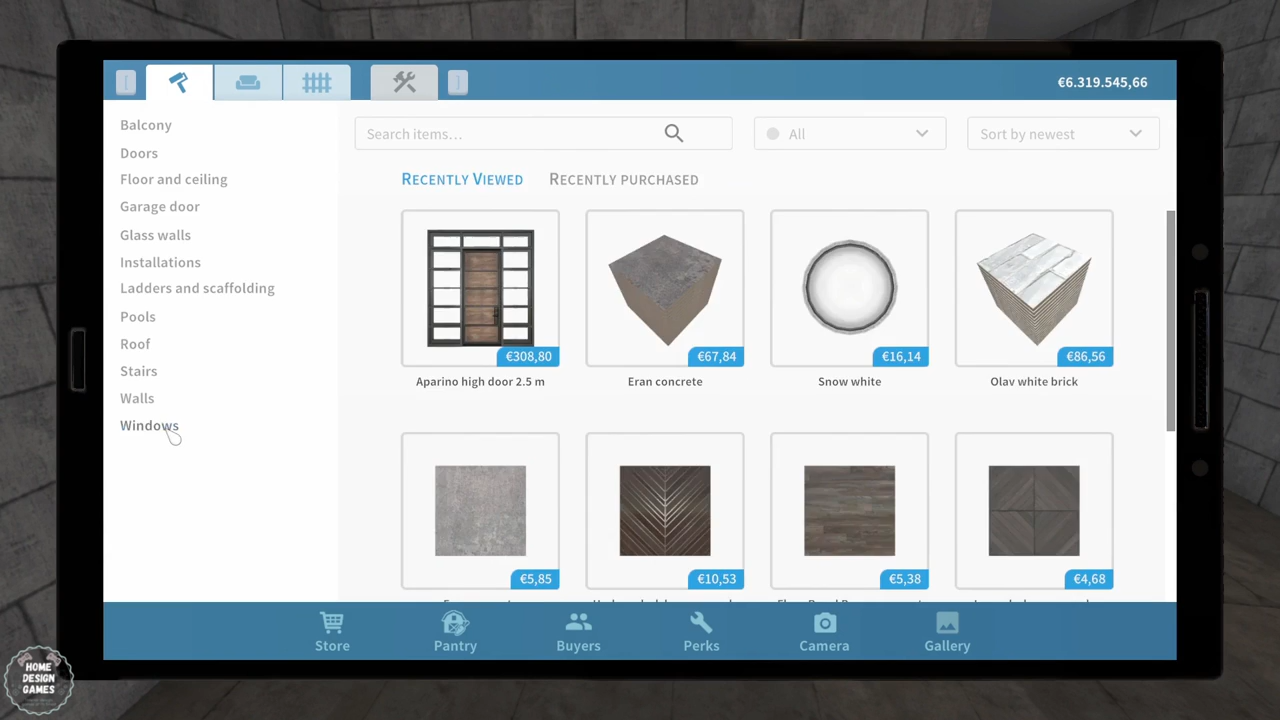 €6.319.545,66
Balcony
Doors
Floor and ceiling
Garage door
Glass walls
Installations
Ladders and scaffolding
Pools
Roof
Stairs
Walls
Windows
Search items...
All
Sort by newest
RECENTLY VIEWED
RECENTLY PURCHASED
€308,80
€67,84
€16,14
€86,56
Aparino high door 2.5 m
Eran concrete
Snow white
Olav white brick
€5,85
€10,53
€5,38
€4,68
Store
Pantry
Buyers
Perks
Camera
Gallery
HOME
DESIGN
GAMES